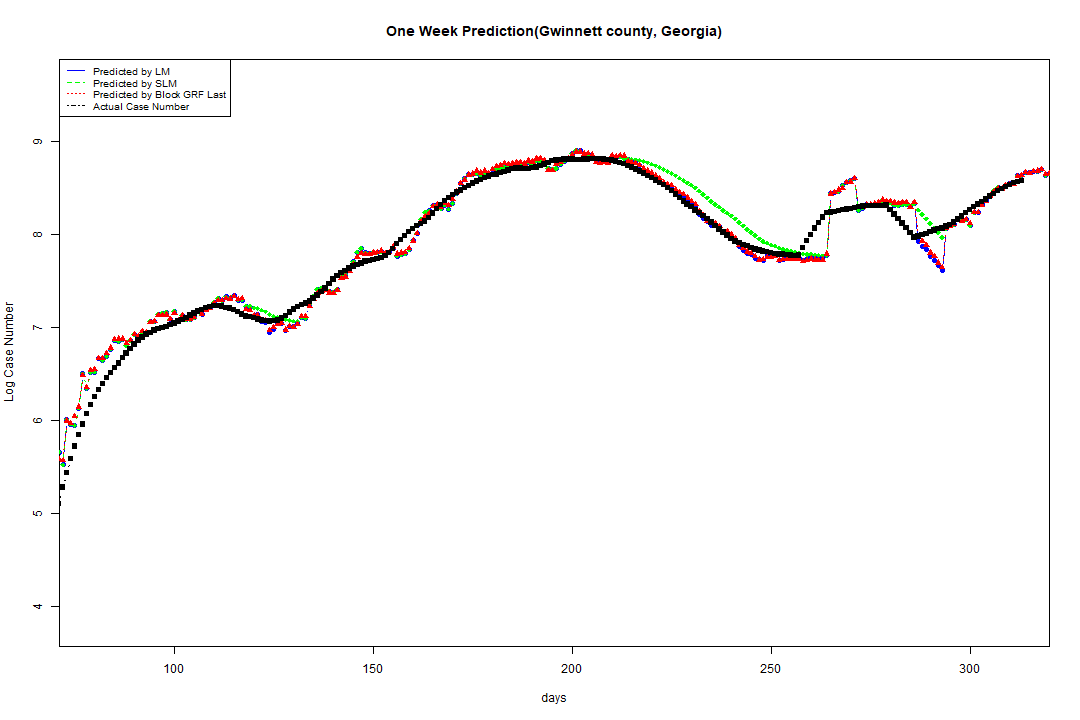 One Week Prediction(Gwinnett county, Georgia)
Predicted by LM
Predicted by SLM
Predicted by Block GRF Last
Actual Case Number
Log Case Number
9
8
7
6
5
4
100 150 200 250 300
days